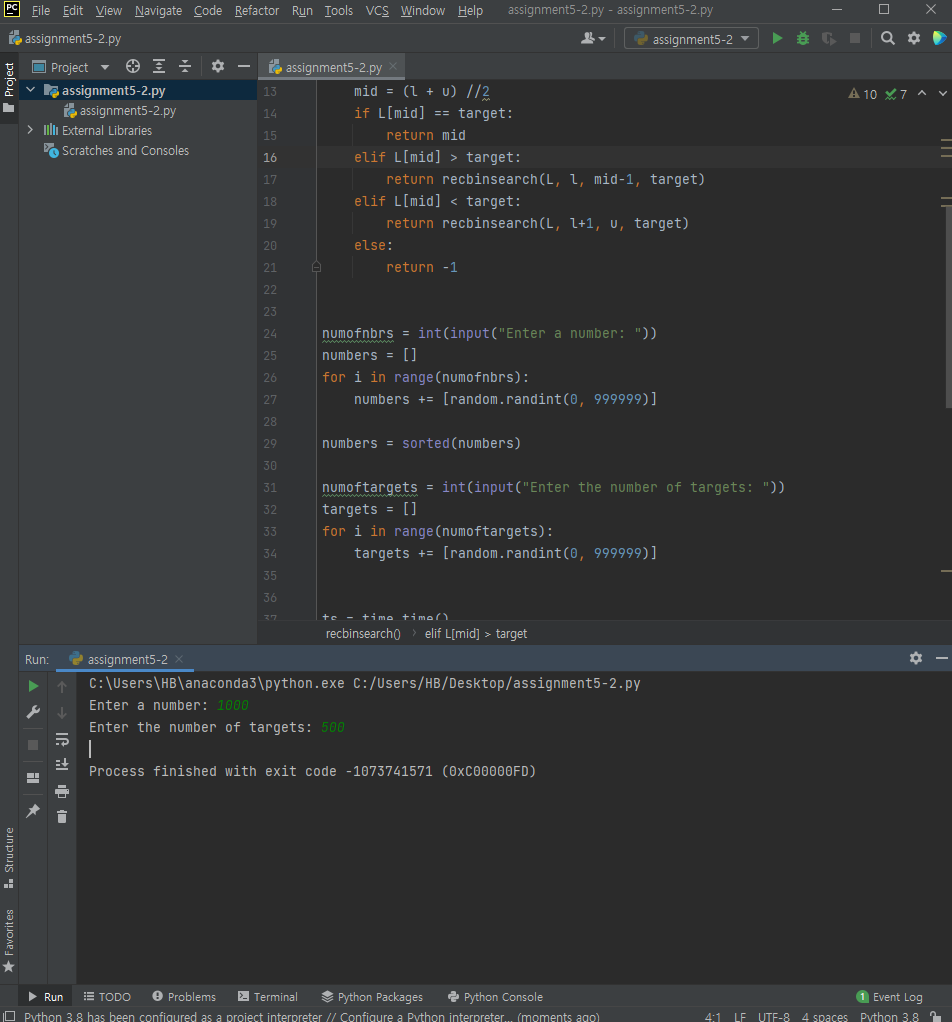 PC File Edit View Navigate Code Refactor Run Tools VCS Window Help assignment5-2.py - assignment5-2.py
assignment5-2.py assignment5-2
Project Project assignment5-2.py
assignment5-2.py
assignment5-2.py
External Libraries
Scratches and Consoles
10 7
13 mid = (l + u) //2
14 if L[mid] == target:
15 return mid
16 elif L[mid] > target:
17 return recbinsearch(L, l, mid-1, target)
18 elif L[mid] < target:
19 return recbinsearch(L, l+1, u, target)
20 else:
21 return -1
22
23
24 numofnbrs = int(input("Enter a number: "))
25 numbers = []
26 for i in range(numofnbrs):
27 numbers += [random.randint(0, 999999)]
28
29 numbers = sorted(numbers)
30
31 numoftargets = int(input("Enter the number of targets: "))
32 targets = []
33 for i in range(numoftargets):
34 targets += [random.randint(0, 999999)]
35
36
37 ts = time.time()
recbinsearch() elif L[mid] > target
Run: assignment5-2
C:\Users\HB\anaconda3\python.exe C:/Users/HB/Desktop/assignment5-2.py
Enter a number: 1000
Enter the number of targets: 500
Process finished with exit code -1073741571 (0xC00000FD)
Structure
Favorites
Run TODO Problems Terminal Python Packages Python Console 1 Event Log
Python 3.8 has been configured as a project interpreter // Configure a Python interpreter... (moments ago) 4:1 LF UTF-8 4 spaces Python 3.8